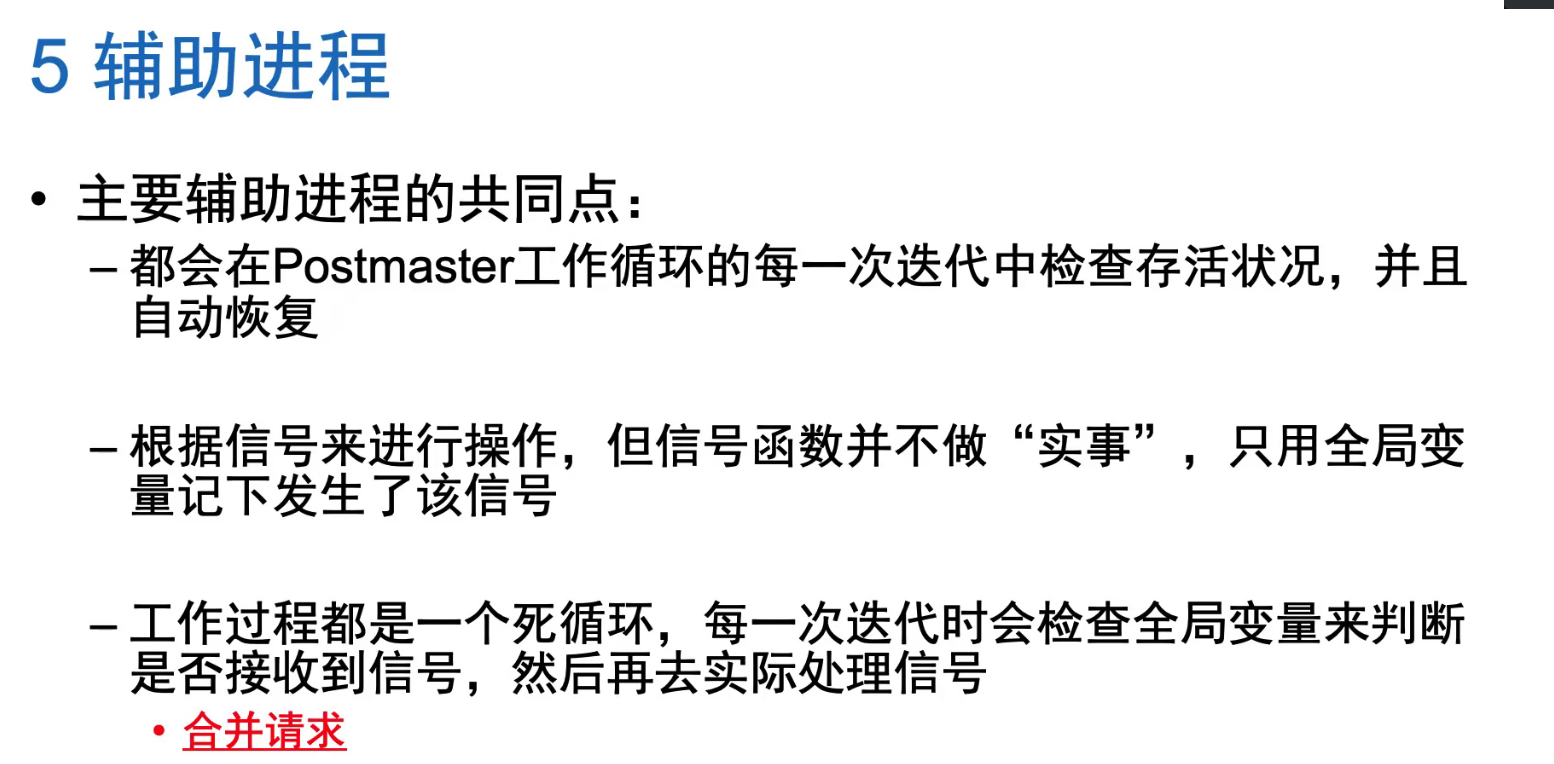 5 辅助进程
• 主要辅助进程的共同点：
– 都会在Postmaster工作循环的每一次迭代中检查存活状况，并且
自动恢复
– 根据信号来进行操作，但信号函数并不做“实事”，只用全局变
量记下发生了该信号
– 工作过程都是一个死循环，每一次迭代时会检查全局变量来判断
是否接收到信号，然后再去实际处理信号
• 合并请求